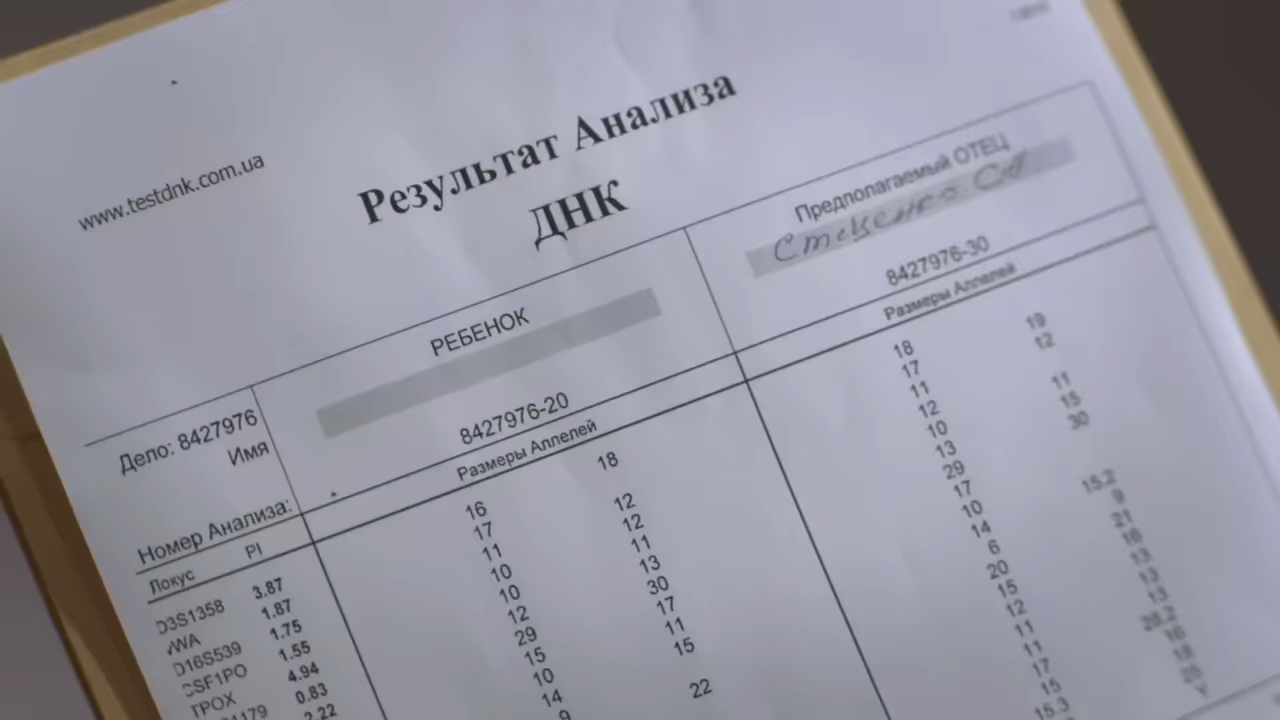 www.testdnk.com.ua
Результат Анализа
ДНК
Дело: 8427976
Имя
РЕБЕНОК
Предполагаемый ОТЕЦ
Стеценко С.А.
Номер Анализа:
8427976-20
8427976-30
Локус PI
Размеры Аллелей
Размеры Аллелей
D3S1358 3.87
vWA 1.87
D16S539 1.75
CSF1PO 1.55
TPOX 4.94
0.83
2.22
16 18
17
11 12
10 12
10 11
12 13
29 30
15 17
10 11
14 15
9 22
18 19
17 12
11
12 11
10 15
13 30
29
17
10 15.2
14 9
6 21
20 16
15 13
12 13
11 13
11
17
15
15.3